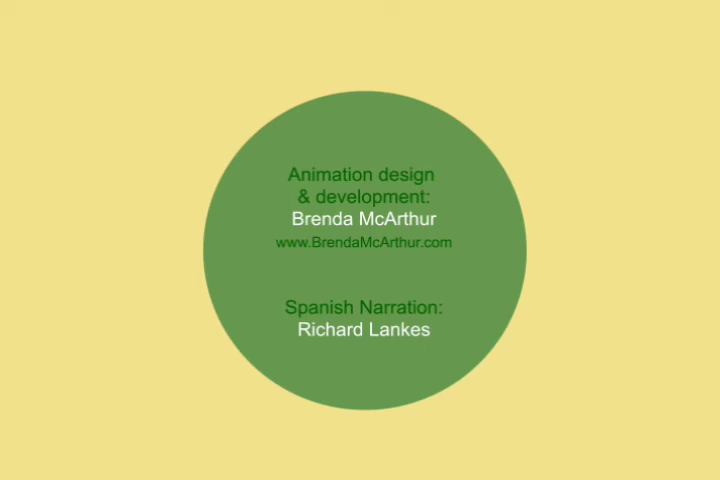 Animation design
& development:
Brenda McArthur
www.BrendaMcArthur.com
Spanish Narration:
Richard Lankes